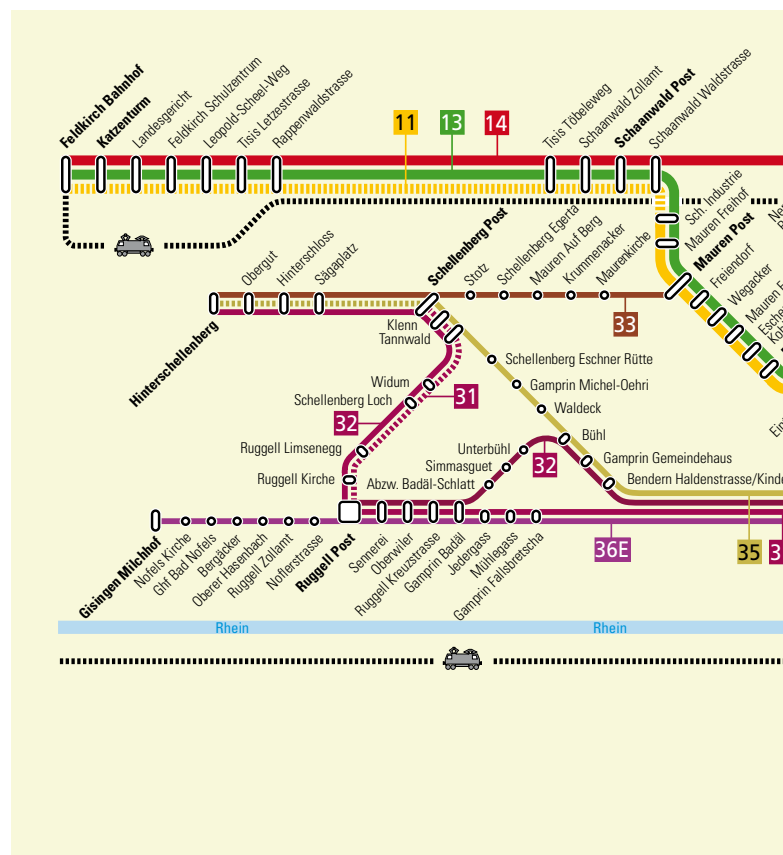 Feldkirch Bahnhof
Katzenturm
Landesgericht
Feldkirch Schulzentrum
Leopold-Scheel-Weg
Tisis Letzestrasse
Rappenwaldstrasse
11
13
14
Tisis Töbeleweg
Schaanwald Zollamt
Schaanwald Post
Schaanwald Waldstrasse
Sch. Industrie
Mauren Freihof
Mauren Post
Freiendorf
Wegacker
Mauren
Hinterschellenberg
Obergut
Hinterschloss
Sägaplatz
Schellenberg Post
Stotz
Schellenberg Egerta
Mauren Auf Berg
Krummenacker
Maurenkirche
33
Klenn
Tannwald
Schellenberg Eschner Rütte
Gamprin Michel-Oehri
Waldeck
Bühl
Gamprin Gemeindehaus
Bendern Haldenstrasse/Kinde
Widum
Schellenberg Loch
31
32
Ruggell Limsenegg
Ruggell Kirche
Unterbühl
Simmasguet
Abzw. Badäl-Schlatt
32
Gisingen Milchhof
Nofels Kirche
Ghf Bad Nofels
Bergäcker
Oberer Hasenbach
Ruggell Zollamt
Noflerstrasse
Ruggell Post
Sennerei
Oberwiler
Ruggell Kreuzstrasse
Gamprin Badäl
Jedergass
Mühlegass
Gamprin Fallsbretscha
36E
35
3
Rhein
Rhein